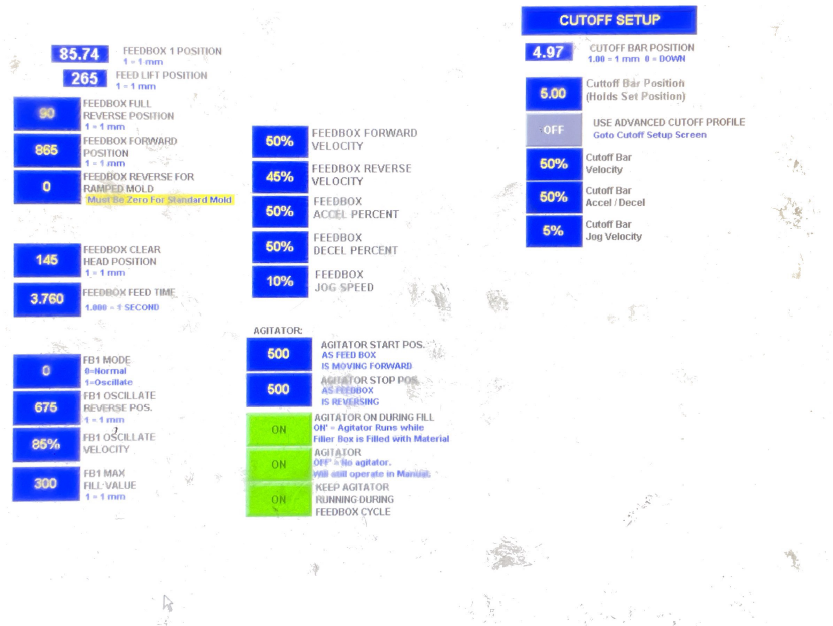 85.74 FEEDBOX 1 POSITION
1 = 1 mm
265 FEED LIFT POSITION
1 = 1 mm
90 FEEDBOX FULL
REVERSE POSITION
1 = 1 mm
865 FEEDBOX FORWARD
POSITION
1 = 1 mm
0 FEEDBOX REVERSE FOR
RAMPED MOLD
*Must Be Zero For Standard Mold
145 FEEDBOX CLEAR
HEAD POSITION
1 = 1 mm
3.760 FEEDBOX FEED TIME
1.000 = 1 SECOND
0 FB1 MODE
0=Normal
1=Oscillate
675 FB1 OSCILLATE
REVERSE POS.
1 = 1 mm
85% FB1 OSCILLATE
VELOCITY
300 FB1 MAX
FILL VALUE
1 = 1 mm
50% FEEDBOX FORWARD
VELOCITY
45% FEEDBOX REVERSE
VELOCITY
50% FEEDBOX
ACCEL PERCENT
50% FEEDBOX
DECEL PERCENT
10% FEEDBOX
JOG SPEED
AGITATOR:
500 AGITATOR START POS.
AS FEED BOX
IS MOVING FORWARD
500 AGITATOR STOP POS.
AS FEEDBOX
IS REVERSING
ON AGITATOR ON DURING FILL
ON' = Agitator Runs while
Filler Box is Filled with Material
ON AGITATOR
OFF' = No agitator.
Will still operate in Manual.
ON KEEP AGITATOR
RUNNING DURING
FEEDBOX CYCLE
CUTOFF SETUP
4.97 CUTOFF BAR POSITION
1.00 = 1 mm 0 = DOWN
5.00 Cuttoff Bar Position
(Holds Set Position)
OFF USE ADVANCED CUTOFF PROFILE
Goto Cutoff Setup Screen
50% Cutoff Bar
Velocity
50% Cutoff Bar
Accel / Decel
5% Cutoff Bar
Jog Velocity